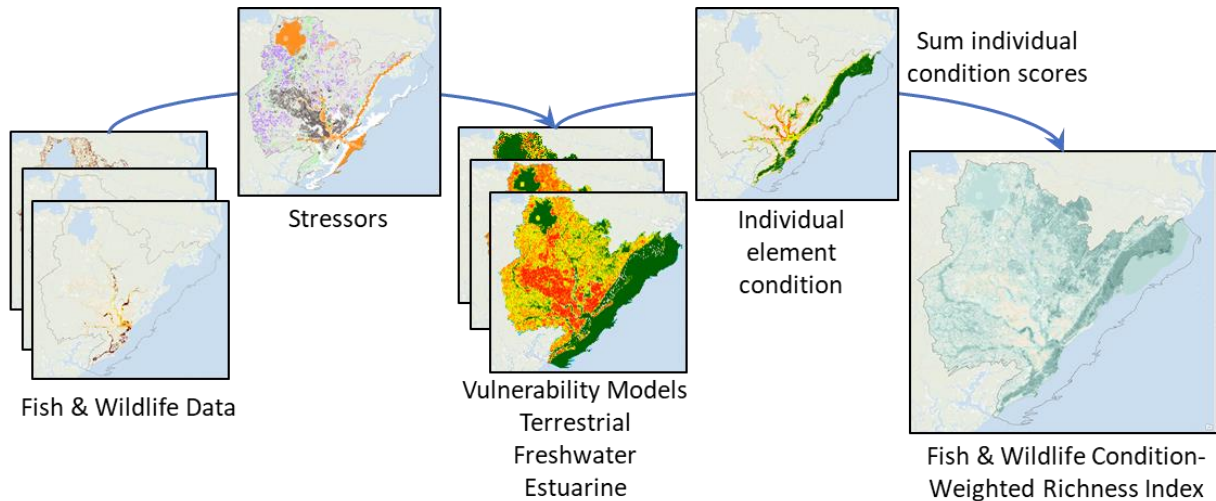 Fish & Wildlife Data
Stressors
Vulnerability Models
Terrestrial
Freshwater
Estuarine
Individual
element
condition
Sum individual
condition scores
Fish & Wildlife Condition-
Weighted Richness Index